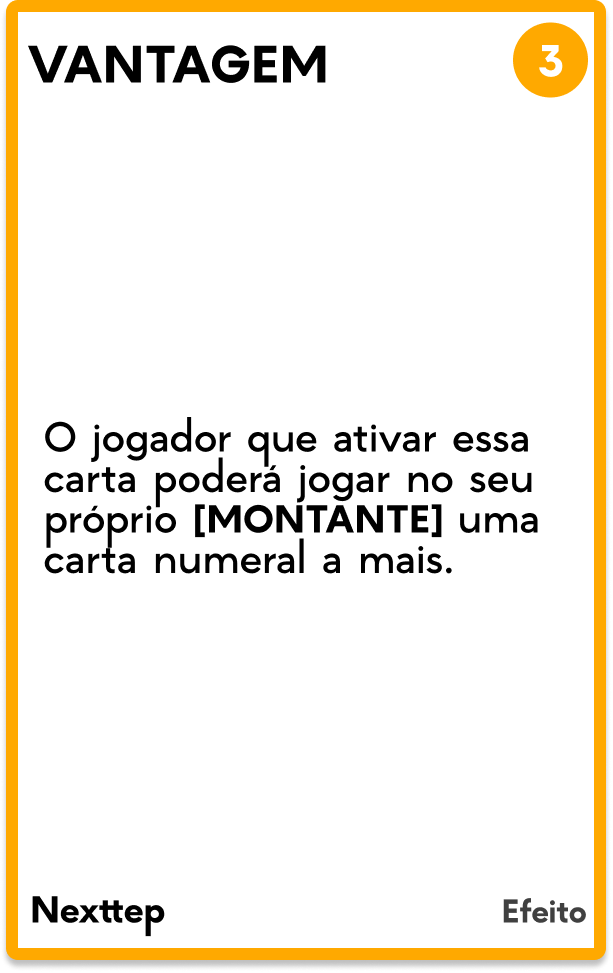 VANTAGEM
3
O jogador que ativar essa
carta poderá jogar no seu
próprio [MONTANTE] uma
carta numeral a mais.
Nexttep
Efeito